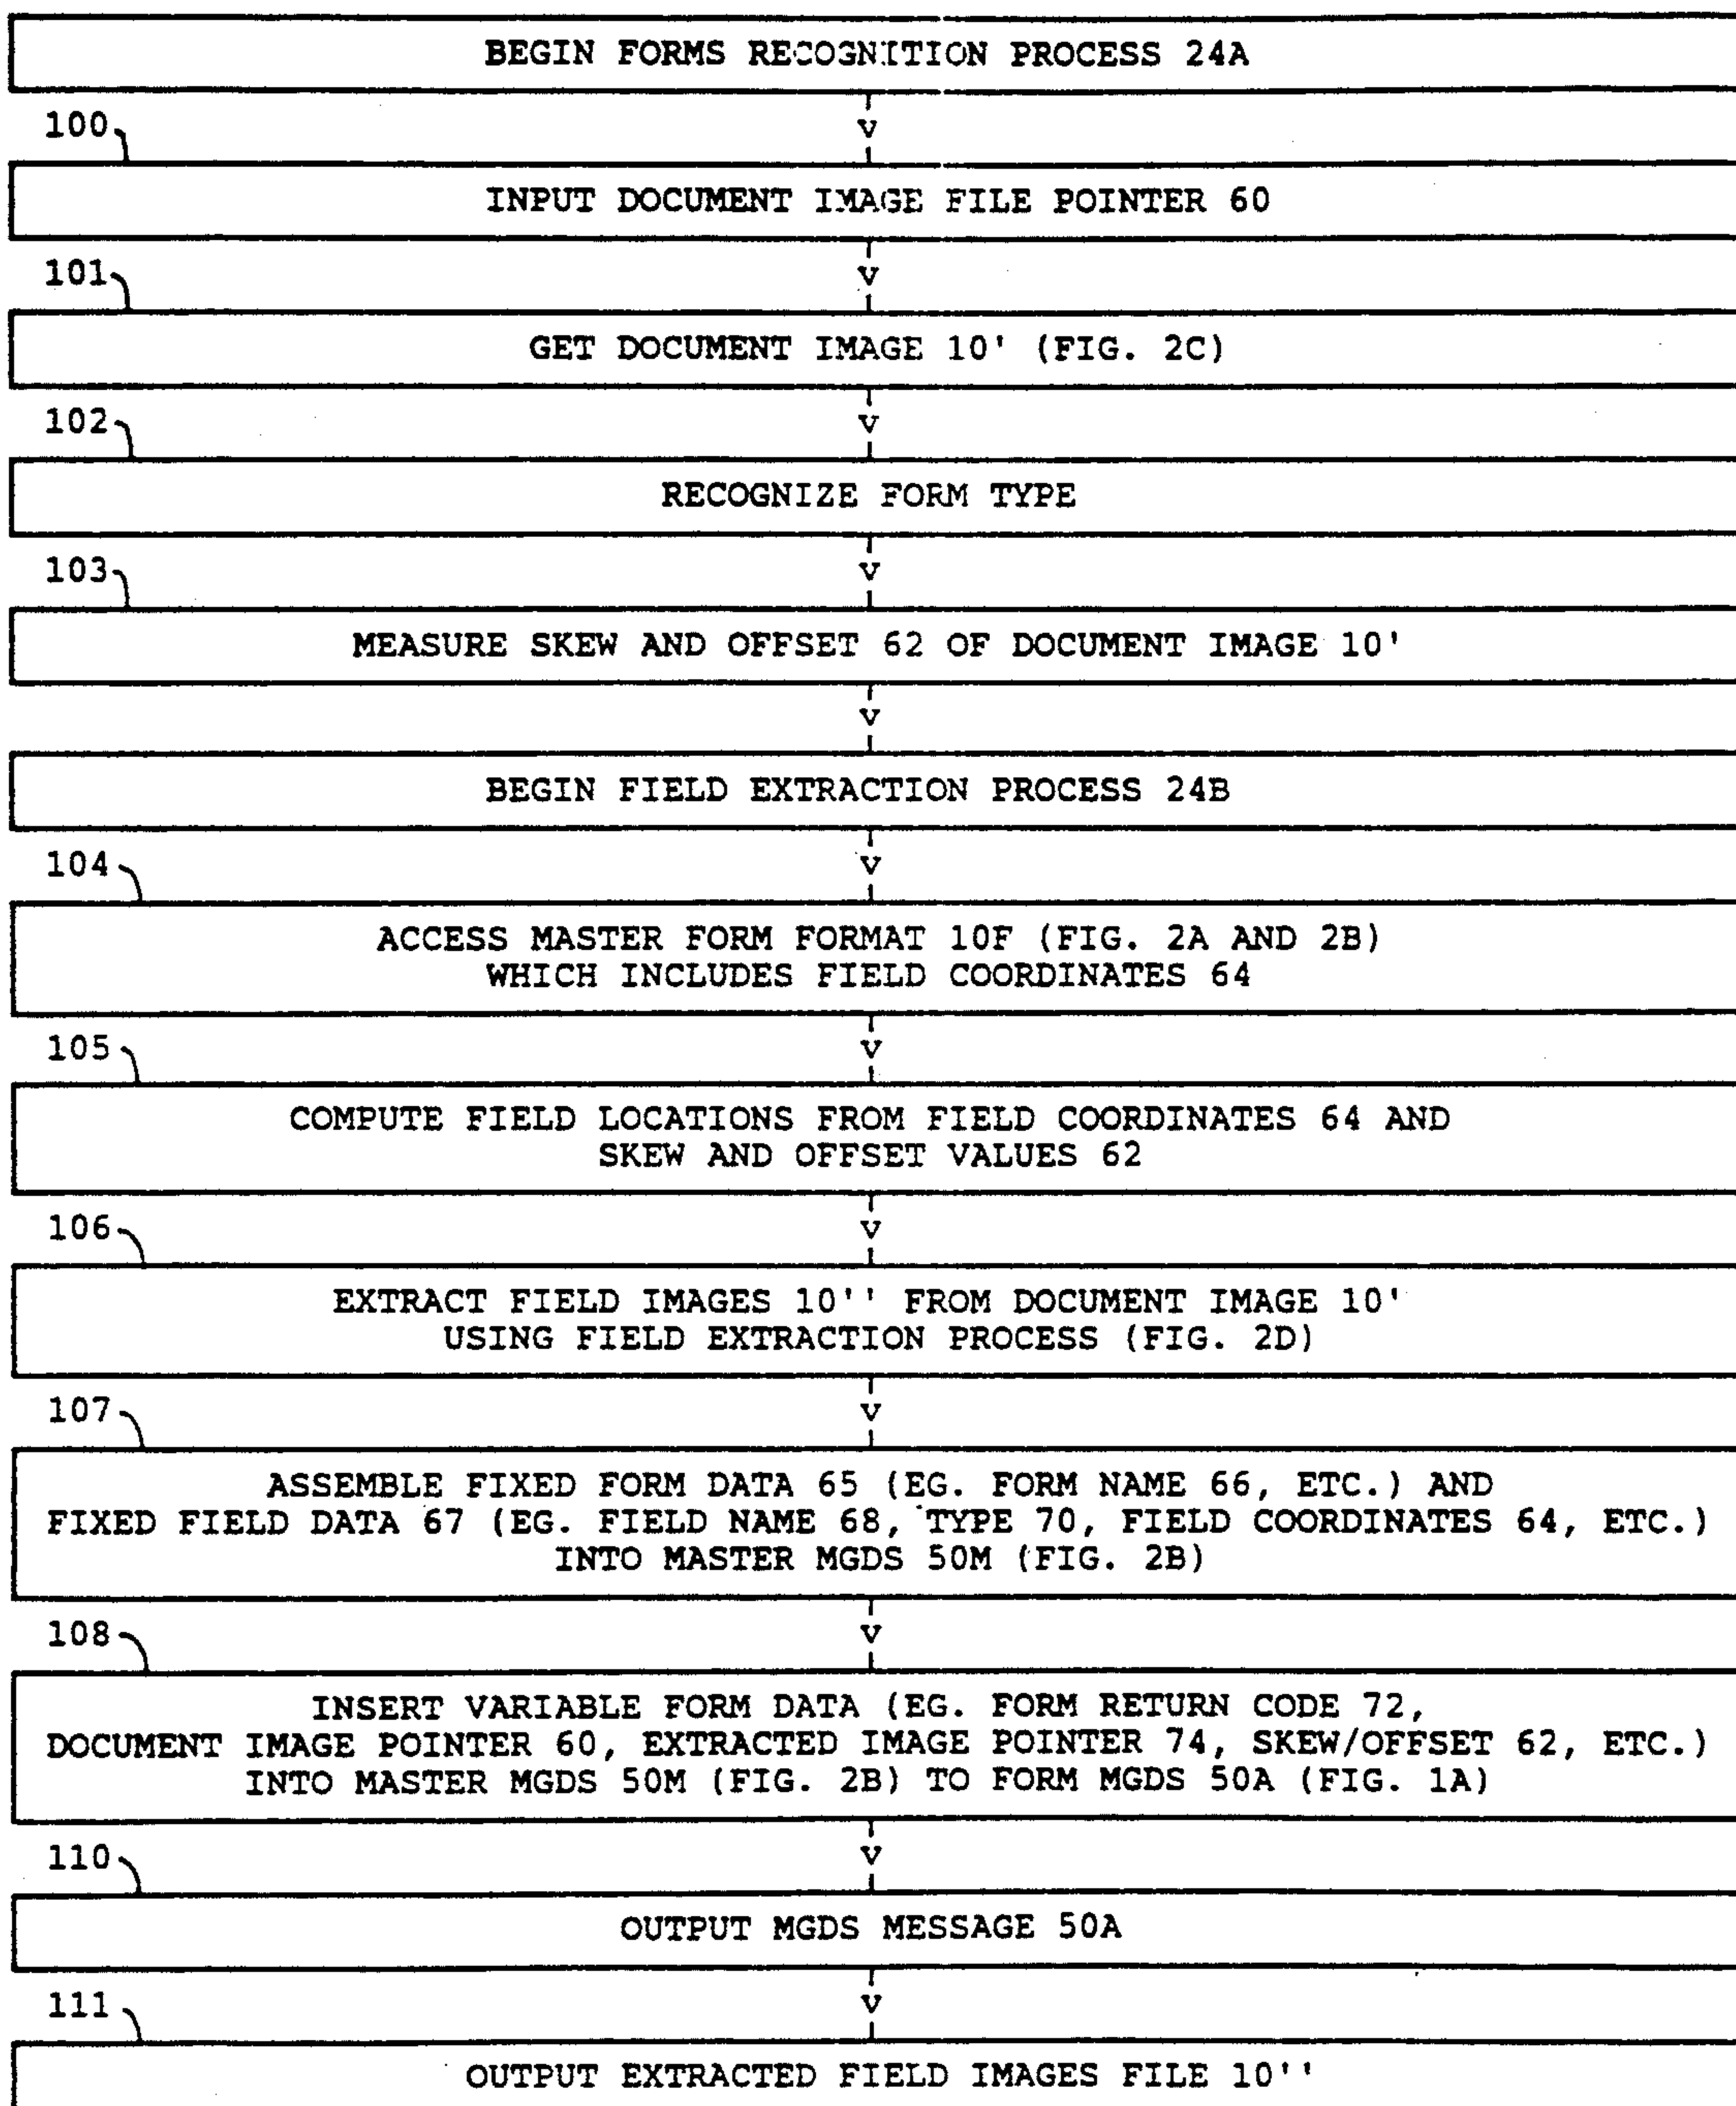 BEGIN FORMS RECOGNITION PROCESS 24A
V
100
INPUT DOCUMENT IMAGE FILE POINTER 60
V
101
GET DOCUMENT IMAGE 10' (FIG. 2C)
V
102
RECOGNIZE FORM TYPE
V
103
MEASURE SKEW AND OFFSET 62 OF DOCUMENT IMAGE 10'
V
BEGIN FIELD EXTRACTION PROCESS 24B
V
104
ACCESS MASTER FORM FORMAT 10F (FIG. 2A AND 2B)
WHICH INCLUDES FIELD COORDINATES 64
V
105
COMPUTE FIELD LOCATIONS FROM FIELD COORDINATES 64 AND
SKEW AND OFFSET VALUES 62
V
106
EXTRACT FIELD IMAGES 10'' FROM DOCUMENT IMAGE 10'
USING FIELD EXTRACTION PROCESS (FIG. 2D)
V
107
ASSEMBLE FIXED FORM DATA 65 (EG. FORM NAME 66, ETC.) AND
FIXED FIELD DATA 67 (EG. FIELD NAME 68, TYPE 70, FIELD COORDINATES 64, ETC.)
INTO MASTER MGDS 50M (FIG. 2B)
V
108
INSERT VARIABLE FORM DATA (EG. FORM RETURN CODE 72,
DOCUMENT IMAGE POINTER 60, EXTRACTED IMAGE POINTER 74, SKEW/OFFSET 62, ETC.)
INTO MASTER MGDS 50M (FIG. 2B) TO FORM MGDS 50A (FIG. 1A)
V
110
OUTPUT MGDS MESSAGE 50A
V
111
OUTPUT EXTRACTED FIELD IMAGES FILE 10''